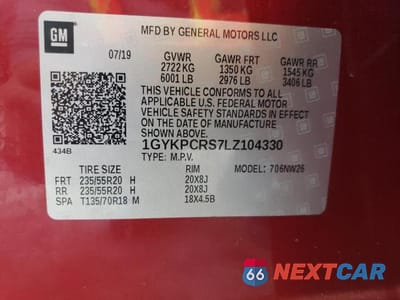 GM
MFD BY GENERAL MOTORS LLC
07/19 GVWR GAWR FRT GAWR RR
2722 KG 1350 KG 1545 KG
6001 LB 2976 LB 3406 LB
THIS VEHICLE CONFORMS TO ALL
APPLICABLE U.S. FEDERAL MOTOR
VEHICLE SAFETY STANDARDS IN EFFECT
ON THE DATE OF MANUFACTURE
SHOWN ABOVE.
434B 1GYKPCRS7LZ104330
TYPE: M.P.V. MODEL: 706NW26
TIRE SIZE RIM
FRT 235/55R20 H 20X8J
RR 235/55R20 H 20X8J
SPA T135/70R18 M 18X4.5B
66 NEXTCAR